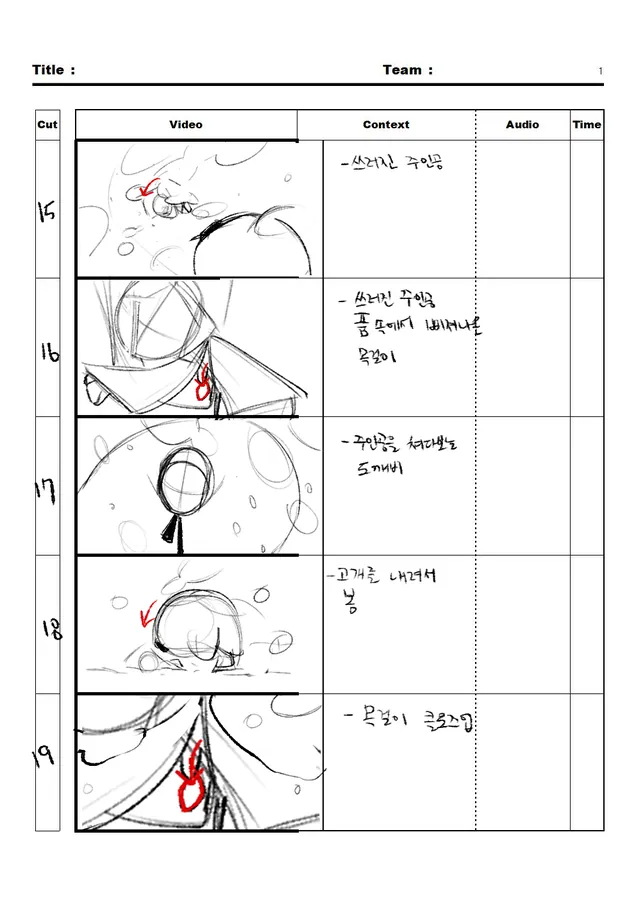 Title :
Team :
1
Cut
Video
Context
Audio
Time
15
-쓰러진 주인공
16
- 쓰러진 주인공
품 속에서 삐져나온
목걸이
17
-주인공을 쳐다보는
도깨비
18
-고개를 내려서
봄
19
- 목걸이 클로즈업